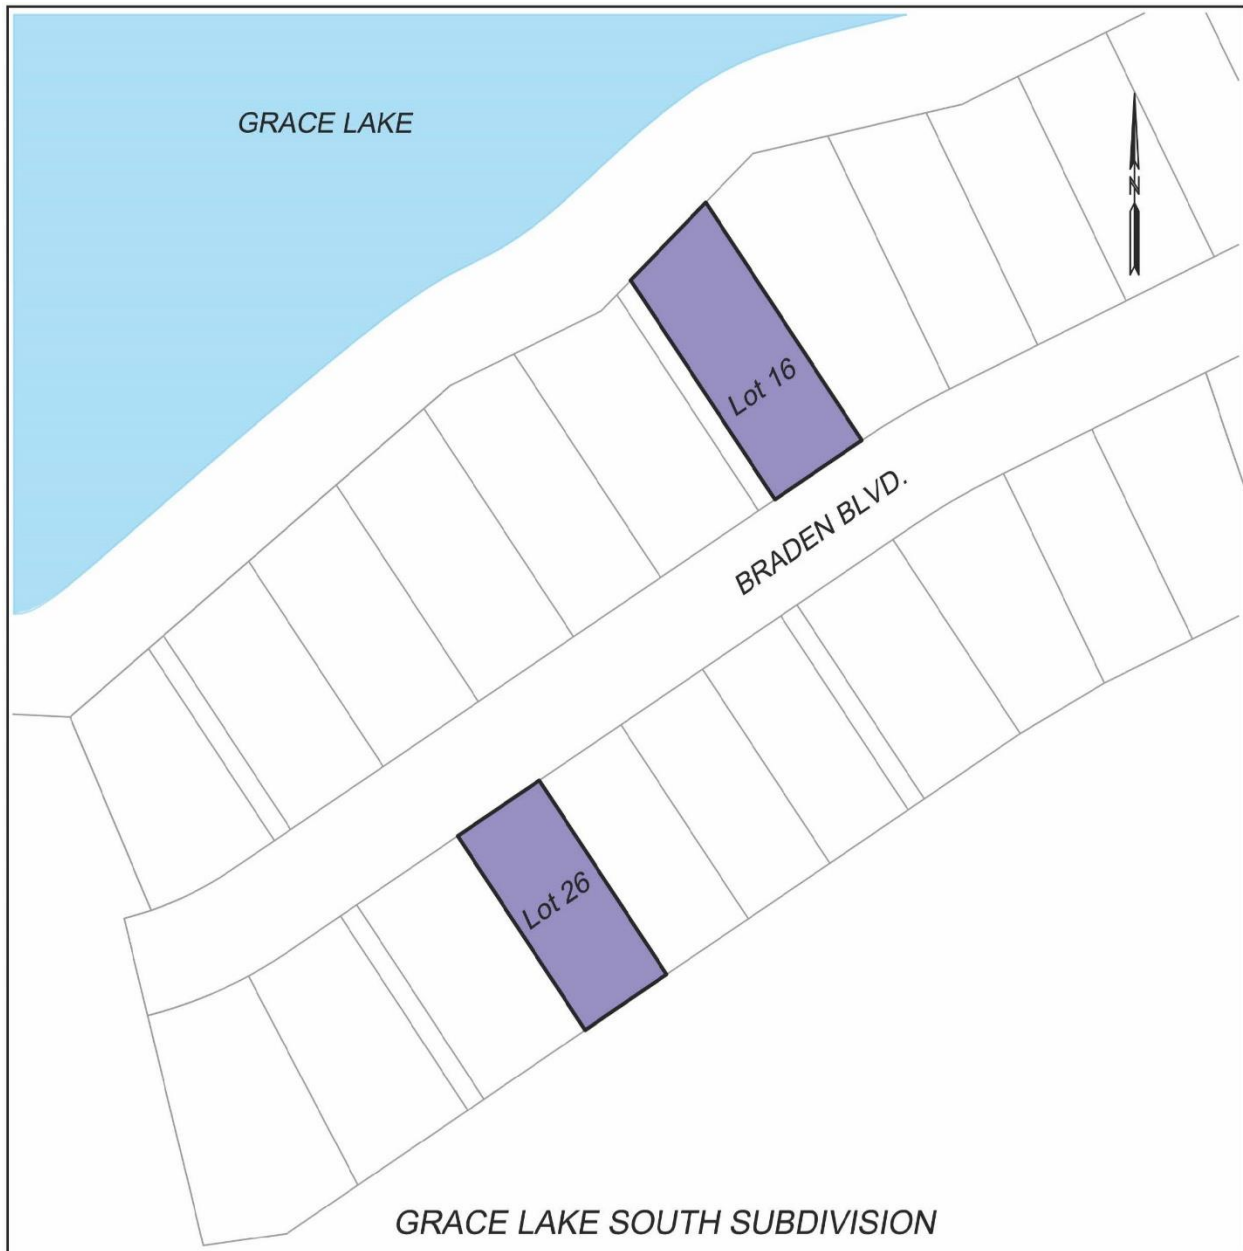 GRACE LAKE
N
Lot 16
BRADEN BLVD.
Lot 26
GRACE LAKE SOUTH SUBDIVISION